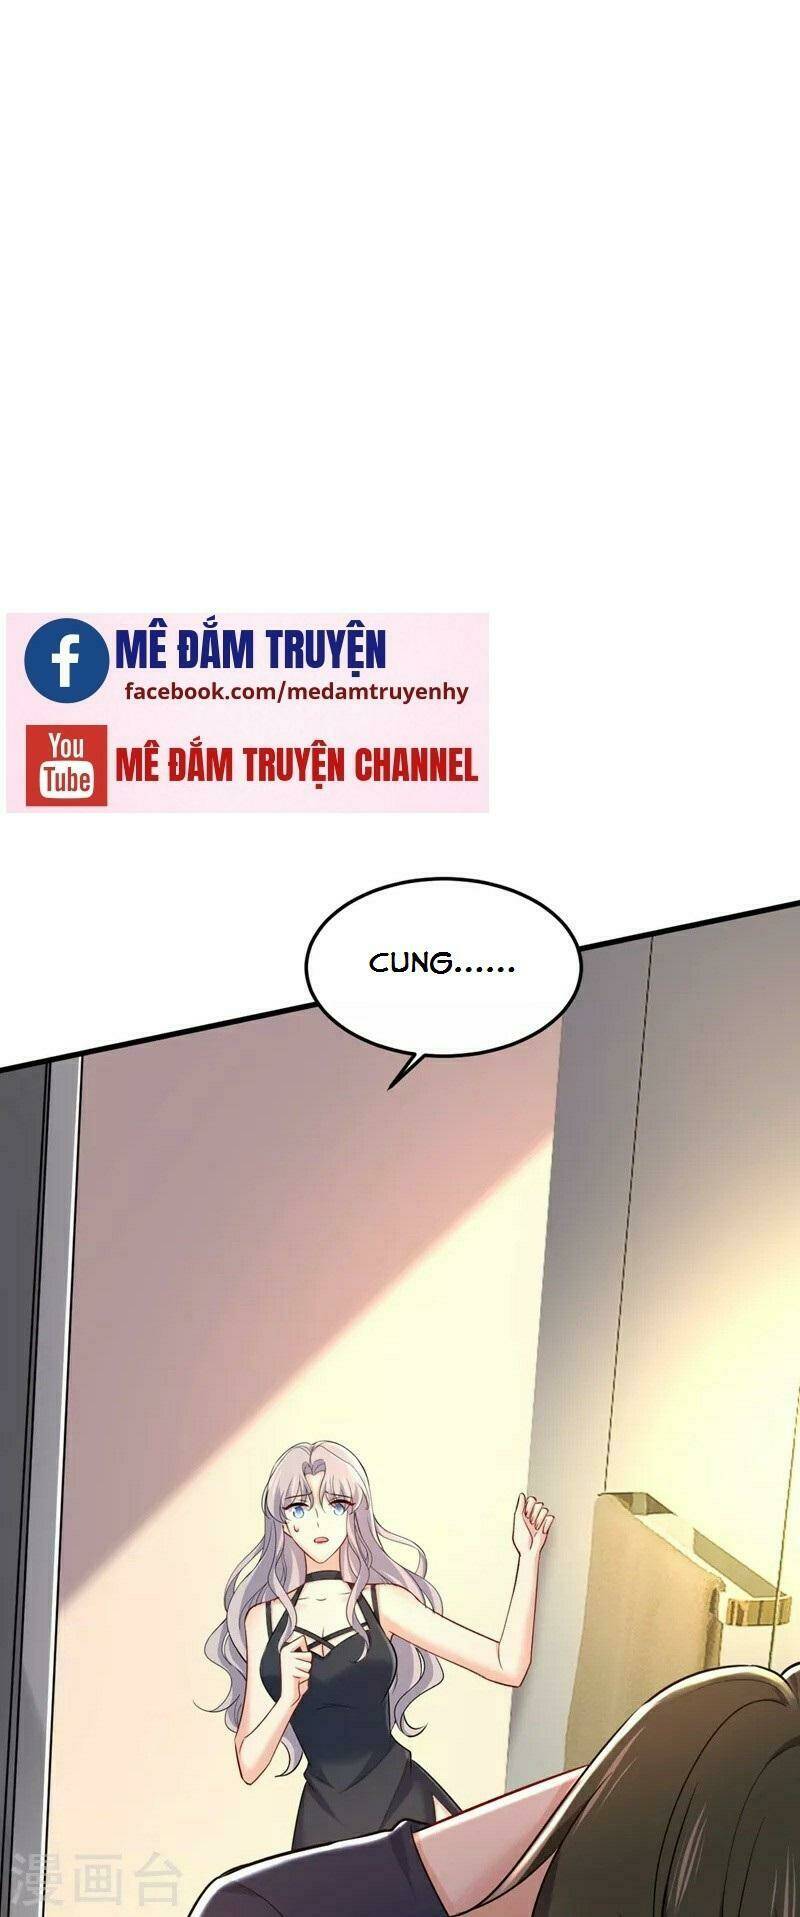 MÊ ĐẮM TRUYỆN
facebook.com/medamtruyenhy
You
Tube
MÊ ĐẮM TRUYỆN CHANNEL
CUNG......
漫画台